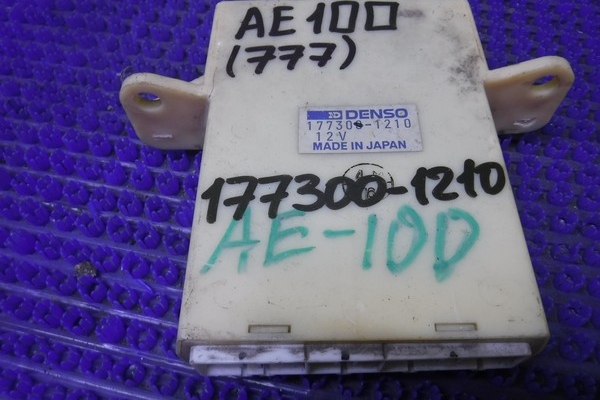 AE100
(777)
DENSO
177300-1210
12V
MADE IN JAPAN
177300-1210
AE-100